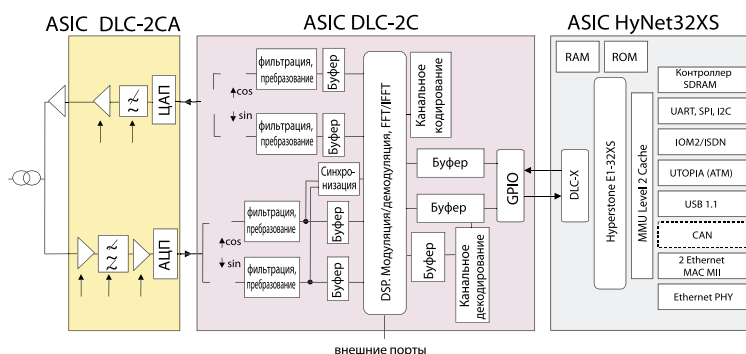 ASIC DLC-2CA
ASIC DLC-2C
ASIC HyNet32XS
ЦАП
АЦП
cos
sin
фильтрация,
пребразование
Буфер
фильтрация,
пребразование
Буфер
Синхро-
низация
cos
sin
фильтрация,
пребразование
Буфер
фильтрация,
пребразование
Буфер
DSP. Модуляция/демодуляция, FFT/IFFT
Канальное
кодирование
Буфер
Буфер
Буфер
Канальное
декодирование
GPIO
внешние порты
DLC-X
RAM
ROM
Hyperstone E1-32XS
MMU Level 2 Cache
Контроллер
SDRAM
UART, SPI, I2C
IOM2/ISDN
UTOPIA (ATM)
USB 1.1
CAN
2 Ethernet
MAC MII
Ethernet PHY